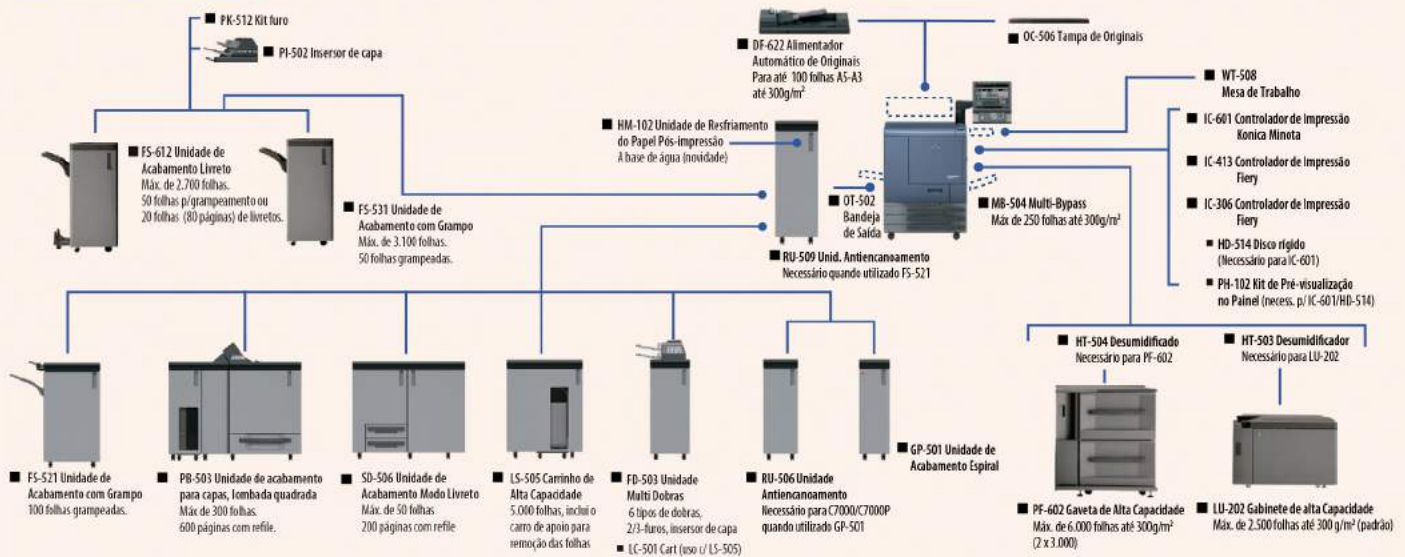 PK-512 Kit furo
PI-502 Insersor de capa
FS-612 Unidade de
Acabamento Livreto
Máx. de 2.700 folhas.
50 folhas p/grampeamento ou
20 folhas (80 páginas) de livretos.
FS-531 Unidade de
Acabamento com Grampo
Máx. de 3.100 folhas.
50 folhas grampeadas.
DF-622 Alimentador
Automático de Originais
Para até 100 folhas A5-A3
até 300g/m²
OC-506 Tampa de Originais
HM-102 Unidade de Resfriamento
do Papel Pós-impressão
A base de água (novidade)
OT-502
Bandeja
de Saída
RU-509 Unid. Antiencanoamento
Necessário quando utilizado FS-521
MB-504 Multi-Bypass
Máx de 250 folhas até 300g/m²
WT-508
Mesa de Trabalho
IC-601 Controlador de Impressão
Konica Minota
IC-413 Controlador de Impressão
Fiery
IC-306 Controlador de Impressão
Fiery
HD-514 Disco rígido
(Necessário para IC-601)
PH-102 Kit de Pré-visualização
no Painel (necess. p/ IC-601/HD-514)
HT-504 Desumidificado
Necessário para PF-602
HT-503 Desumidificador
Necessário para LU-202
FS-521 Unidade de
Acabamento com Grampo
100 folhas grampeadas.
PB-503 Unidade de acabamento
para capas, lombada quadrada
Máx de 300 folhas.
600 páginas com refile.
SD-506 Unidade de
Acabamento Modo Livreto
Máx. de 50 folhas
200 páginas com refile
LS-505 Carrinho de
Alta Capacidade
5.000 folhas, inclui o
carro de apoio para
remoção das folhas
FD-503 Unidade
Multi Dobras
6 tipos de dobras,
2/3-furos, insersor de capa
LC-501 Cart (uso c/ LS-505)
RU-506 Unidade
Antiencanoamento
Necessário para C7000/C7000P
quando utilizado GP-501
GP-501 Unidade de
Acabamento Espiral
PF-602 Gaveta de Alta Capacidade
Máx. de 6.000 folhas até 300g/m²
(2 x 3.000)
LU-202 Gabinete de alta Capacidade
Máx. de 2.500 folhas até 300 g/m² (padrão)